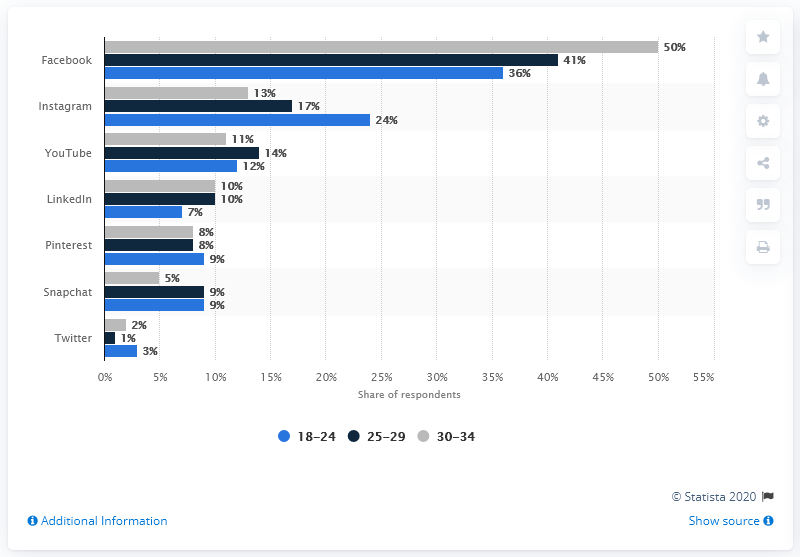 50%
Facebook 41%
36%
13%
Instagram 17%
24%
11%
YouTube 14%
12%
10%
LinkedIn 10%
7%
8%
Pinterest 8%
9%
5%
Snapchat 9%
9%
2%
Twitter 1%
3%
0% 5% 10% 15% 20% 25% 30% 35% 40% 45% 50% 55%
Share of respondents
18–24 25–29 30–34
© Statista 2020
Additional Information Show source